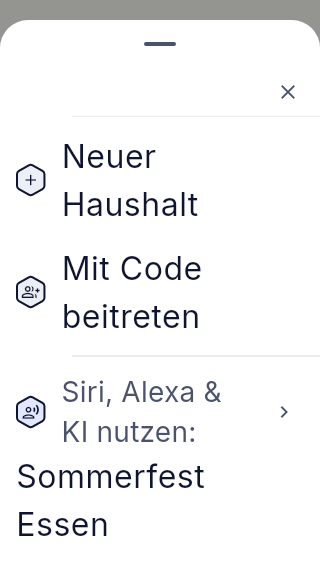 Neuer
Haushalt
Mit Code
beitreten
Siri, Alexa &
KI nutzen:
Sommerfest
Essen